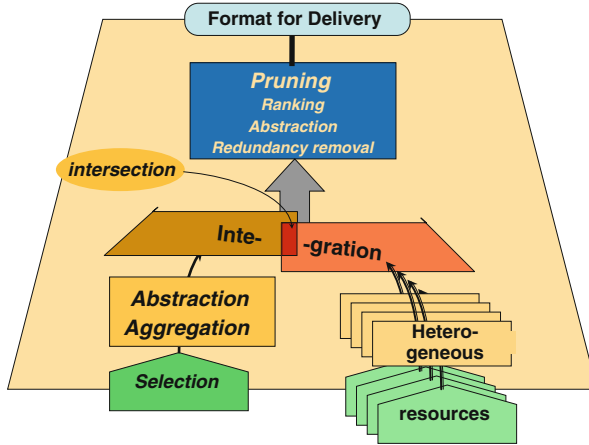 Format for Delivery
Pruning
Ranking
Abstraction
Redundancy removal
intersection
Inte-
-gration
Abstraction
Aggregation
Hetero-
geneous
Selection
resources